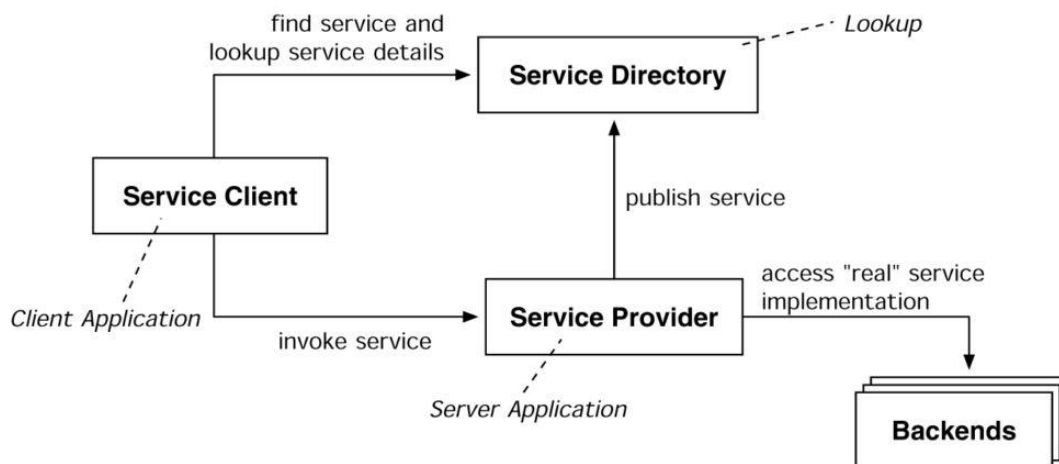 find service and
lookup service details
Lookup
Service Directory
Service Client
publish service
access "real" service
implementation
Client Application
invoke service
Service Provider
Server Application
Backends